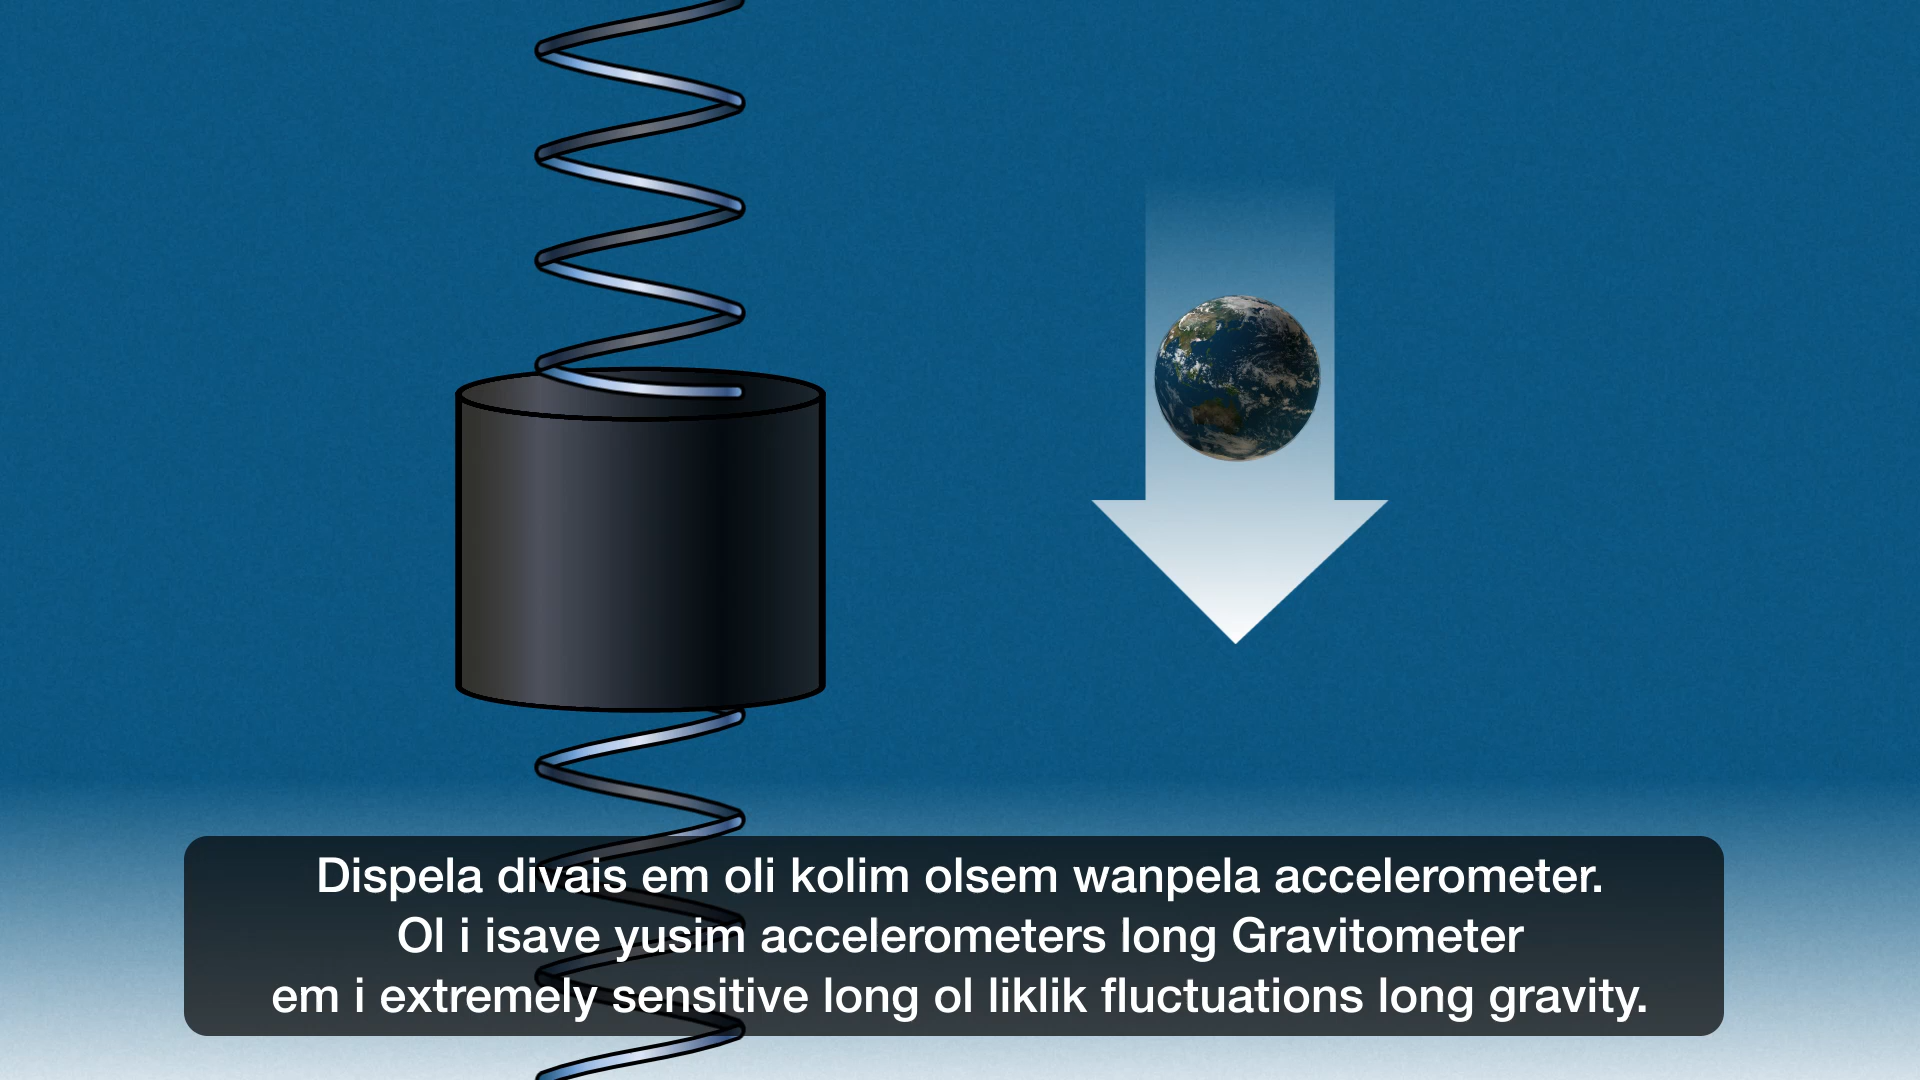 Dispela divais em oli kolim olsem wanpela accelerometer.
Ol i isave yusim accelerometers long Gravitometer
em i extremely sensitive long ol liklik fluctuations long gravity.